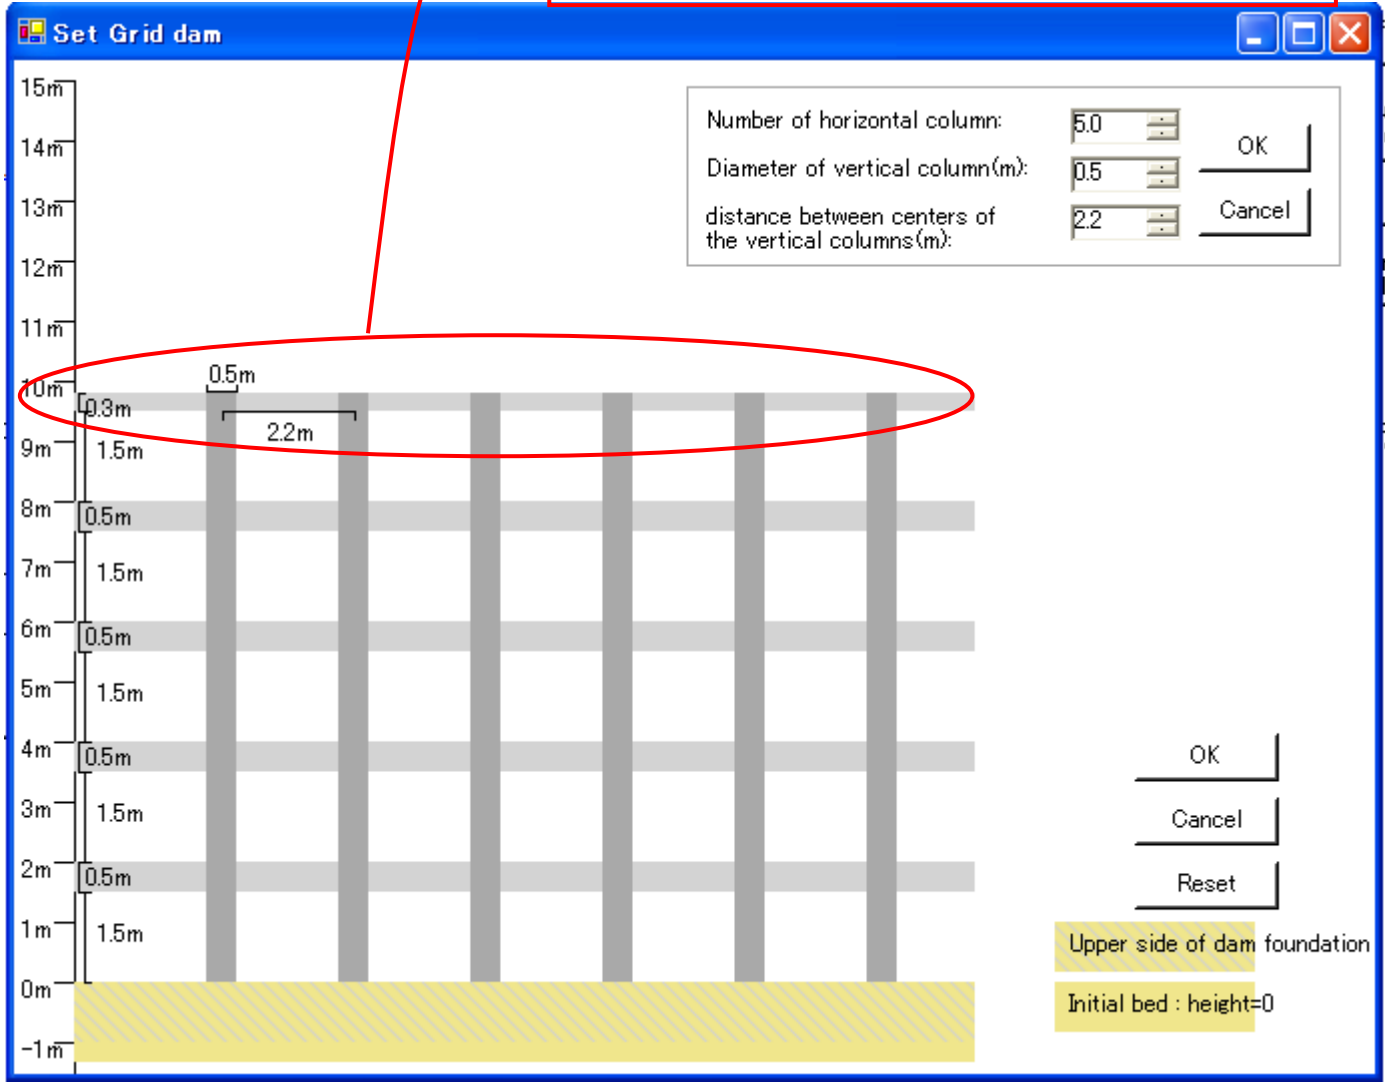 Set Grid dam
15m
14m
13m
12m
11m
10m
9m
8m
7m
6m
5m
4m
3m
2m
1m
0m
-1m
Number of horizontal column: 5.0
Diameter of vertical column(m): 0.5
distance between centers of
the vertical columns(m): 2.2
OK
Cancel
0.5m
2.2m
0.3m
1.5m
0.5m
1.5m
0.5m
1.5m
0.5m
1.5m
0.5m
1.5m
OK
Cancel
Reset
Upper side of dam foundation
Initial bed : height=0